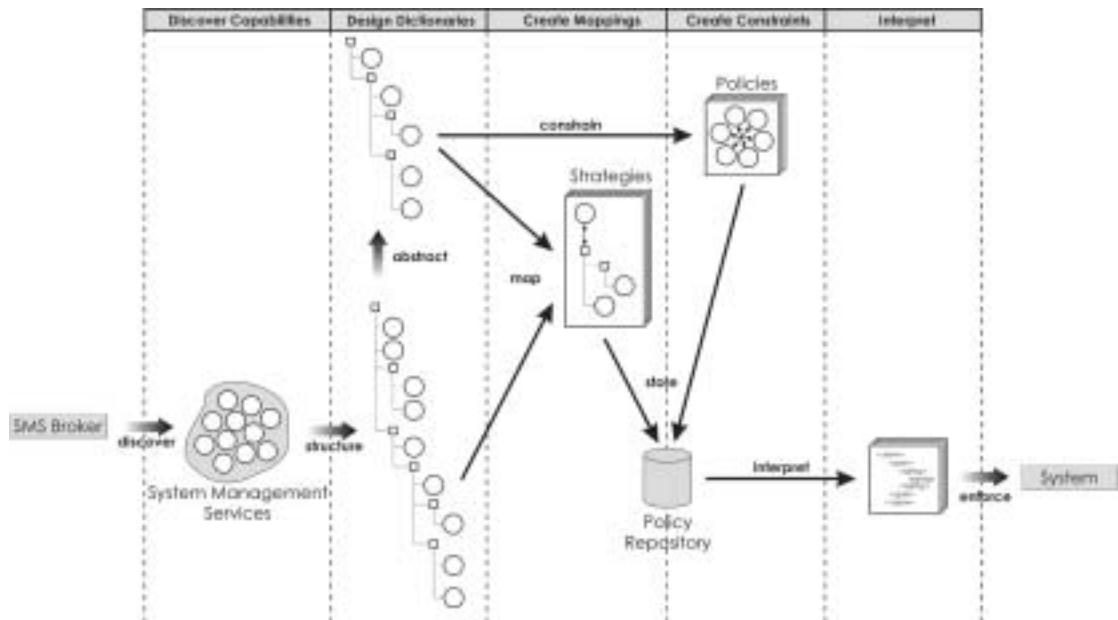 Discover Capabilities
Design Dictionaries
Create Mappings
Create Constraints
Interpret
Policies
constrain
Strategies
abstract
map
store
SMS Broker
discover
structure
System Management
Services
Interpret
enforce
System
Policy
Repository